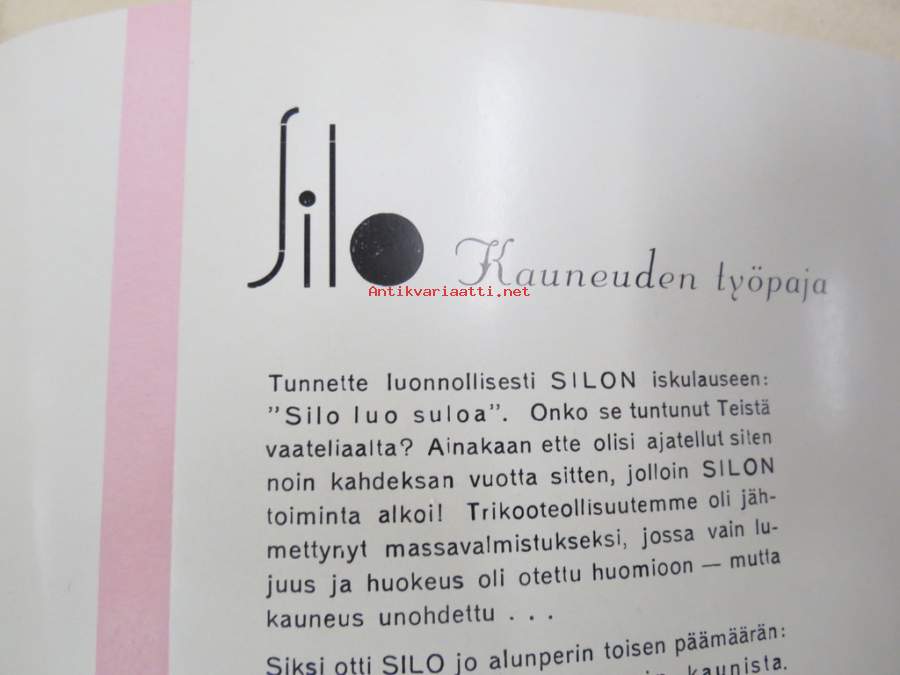 Silo Kauneuden työpaja
Antikvariaatti.net
Tunnette luonnollisesti SILON iskulauseen:
"Silo luo suloa". Onko se tuntunut Teistä
vaateliaalta? Ainakaan ette olisi ajatellut siten
noin kahdeksan vuotta sitten, jolloin SILON
toiminta alkoi! Trikooteollisuutemme oli jäh-
mettynyt massavalmistukseksi, jossa vain lu-
juus ja huokeus oli otettu huomioon — mutta
kauneus unohdettu . . .
Siksi otti SILO jo alunperin toisen päämäärän:
kaunista.